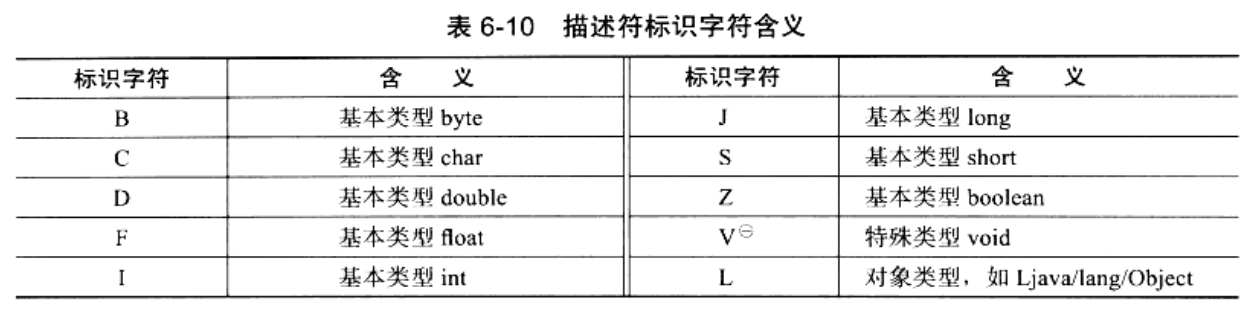 表 6-10 描述符标识字符含义
标识字符 含 义 标识字符 含 义
B 基本类型 byte J 基本类型 long
C 基本类型 char S 基本类型 short
D 基本类型 double Z 基本类型 boolean
F 基本类型 float V㊀ 特殊类型 void
I 基本类型 int L 对象类型，如 Ljava/lang/Object